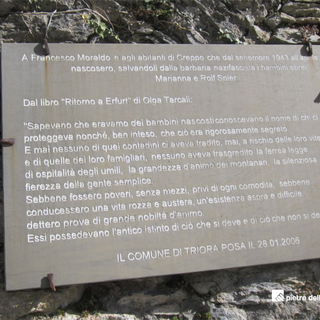 A Francesco Moraldo e agli abitanti di Creppo che dal settembre 1943 all'aprile
nascosero, salvandoli dalla barbarie nazifascista i bambini ebrei
Marianna e Rolf Spier
Dal libro "Ritorno a Erfurt" di Olga Tarcali:
"Sapevano che eravamo dei bambini nascosti conoscevano il nome di chi ci
proteggeva nonché, ben inteso, che ciò era rigorosamente segreto.
E mai nessuno di quei contadini ci aveva tradito, mai, a rischio delle loro vite
e di quelle dei loro famigliari, nessuno aveva trasgredito la ferrea legge
di ospitalità degli umili, la grandezza d'animo dei montanari, la silenziosa
fierezza della gente semplice.
Sebbene fossero poveri, senza mezzi, privi di ogni comodità, sebbene
conducessero una vita rozza e austera, un'esistenza aspra e difficile
dettero prova di grande nobiltà d'animo.
Essi possedevano l'antico istinto di ciò che si deve e di ciò che non si
IL COMUNE DI TRIORA POSA IL 28.01.2006
pietre